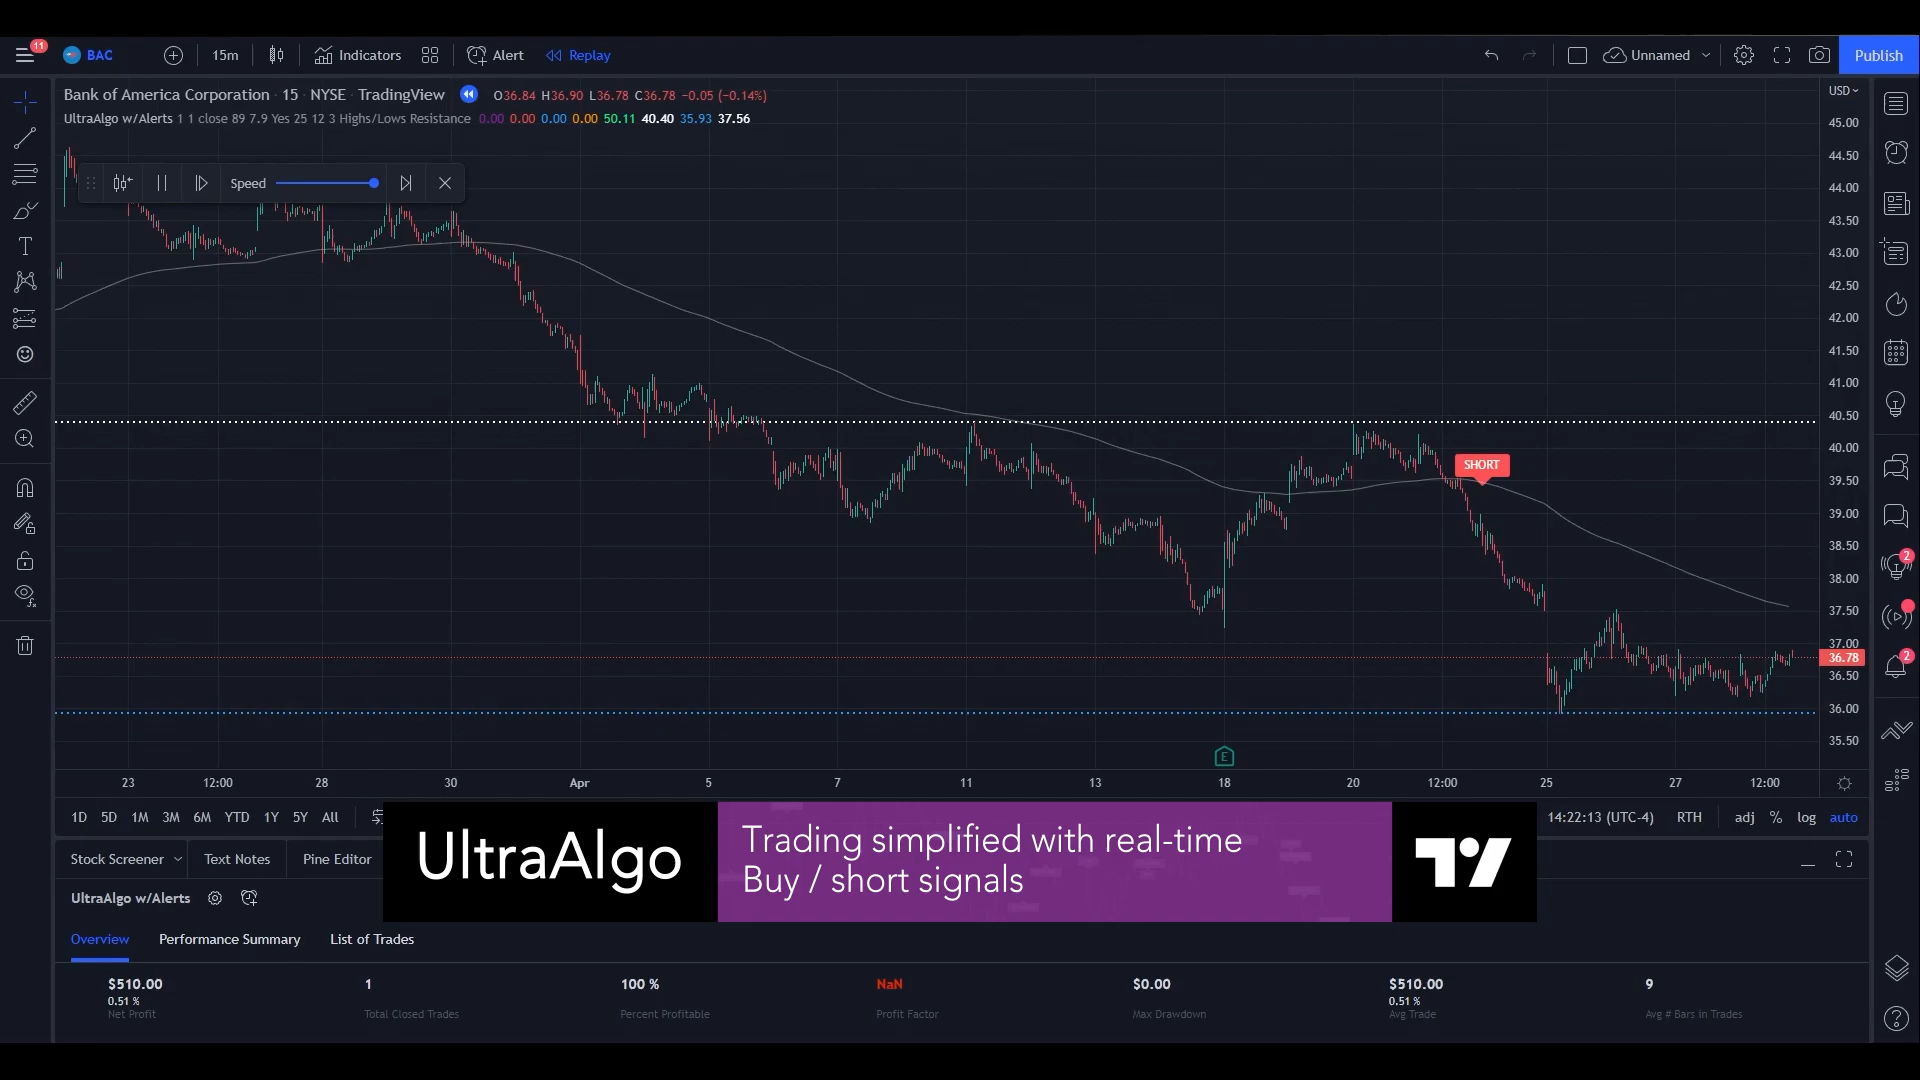 11
BAC
15m
Indicators
Alert
Replay
Unnamed
Publish
Bank of America Corporation · 15 · NYSE · TradingView
O36.84 H36.90 L36.78 C36.78 −0.05 (−0.14%)
USD
UltraAlgo w/Alerts 1 1 close 89 7.9 Yes 25 12 3 Highs/Lows Resistance 0.00 0.00 0.00 0.00 50.11 40.40 35.93 37.56
Speed
45.00
44.50
44.00
43.50
43.00
42.50
42.00
41.50
41.00
40.50
40.00
39.50
39.00
38.50
38.00
37.50
37.00
36.78
36.50
36.00
35.50
SHORT
E
2
2
23 12:00 28 30 Apr 5 7 11 13 18 20 12:00 25 27 12:00
1D 5D 1M 3M 6M YTD 1Y 5Y All
14:22:13 (UTC-4) RTH adj % log auto
UltraAlgo
Trading simplified with real-time
Buy / short signals
Stock Screener Text Notes Pine Editor
UltraAlgo w/Alerts
Overview Performance Summary List of Trades
$510.00 1 100 % NaN $0.00 $510.00 9
0.51 % 0.51 %
Net Profit Total Closed Trades Percent Profitable Profit Factor Max Drawdown Avg Trade Avg # Bars in Trades